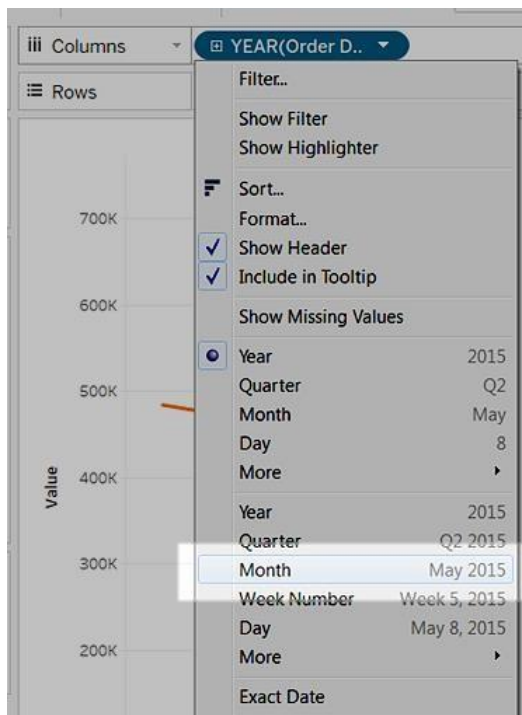 iii Columns
YEAR(Order D..
Rows
Filter...
Show Filter
Show Highlighter
Sort...
Format...
Show Header
Include in Tooltip
Show Missing Values
Year 2015
Quarter Q2
Month May
Day 8
More
Year 2015
Quarter Q2 2015
Month May 2015
Week Number Week 5, 2015
Day May 8, 2015
More
Exact Date
700K
600K
500K
400K
300K
200K
Value